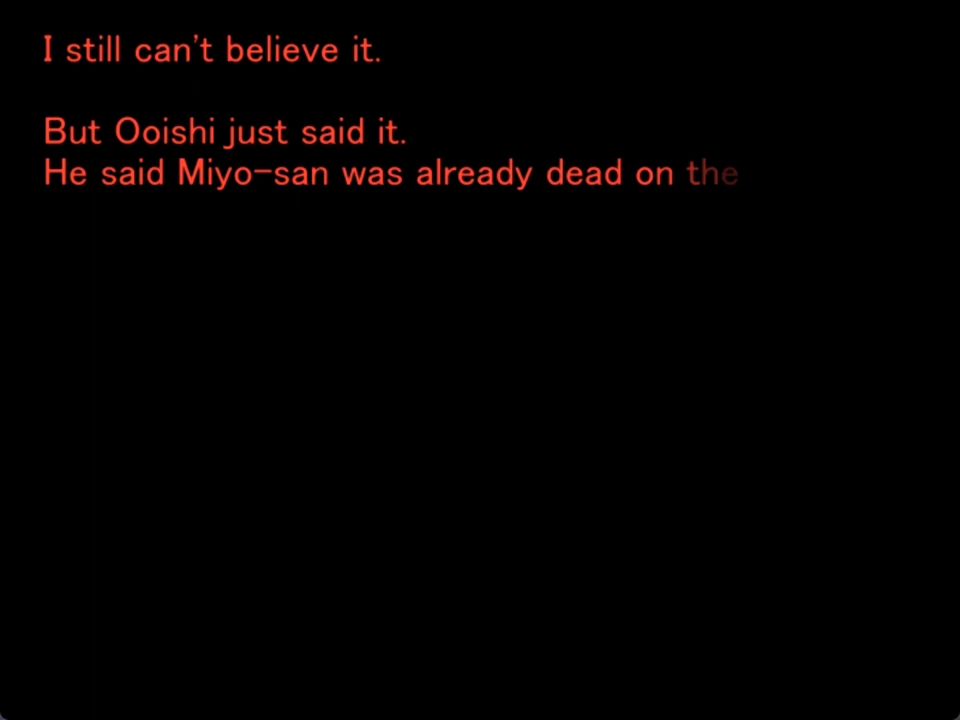 I still can't believe it.
But Ooishi just said it.
He said Miyo-san was already dead on the